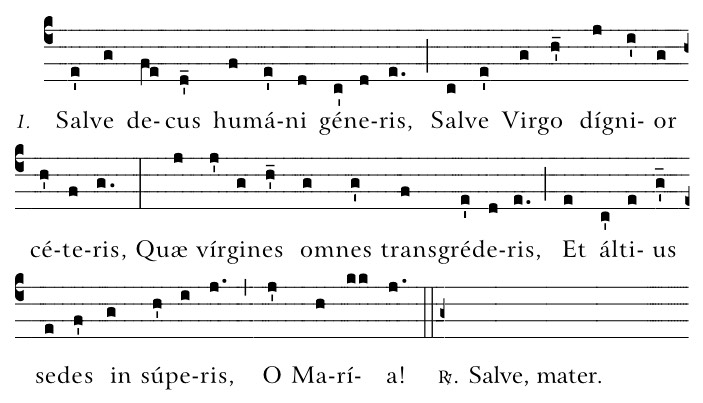 1. Salve de-cus humá-ni géne-ris, Salve Virgo dígni-or
cé-te-ris, Quæ vírgines omnes transgréde-ris, Et álti-us
sedes in súpe-ris, O Ma-rí-a! ℟. Salve, mater.